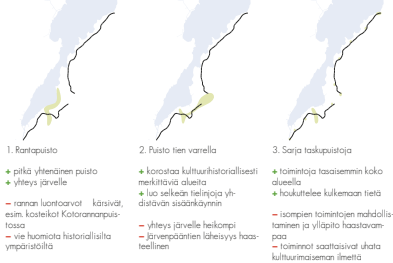 1. Rantapuisto
+ pitkä yhtenäinen puisto
+ yhteys järvelle
– rannan luontoarvot kärsivät,
esim. kosteikot Kotorannanpuis-
tossa
– vie huomiota historiallisilta
ympäristöiltä
2. Puisto tien varrella
+ korostaa kulttuurihistoriallisesti
merkittäviä alueita
+ luo selkeän tielinjoja yh-
distävän sisäänkäynnin
– yhteys järvelle heikompi
– Järvenpääntien läheisyys haas-
teellinen
3. Sarja taskupuistoja
+ toimintoja tasaisemmin koko
alueella
+ houkuttelee kulkemaan tietä
– isompien toimintojen mahdollis-
taminen ja ylläpito haastavam-
paa
– toiminnot saattaisivat uhata
kulttuurimaiseman ilmettä